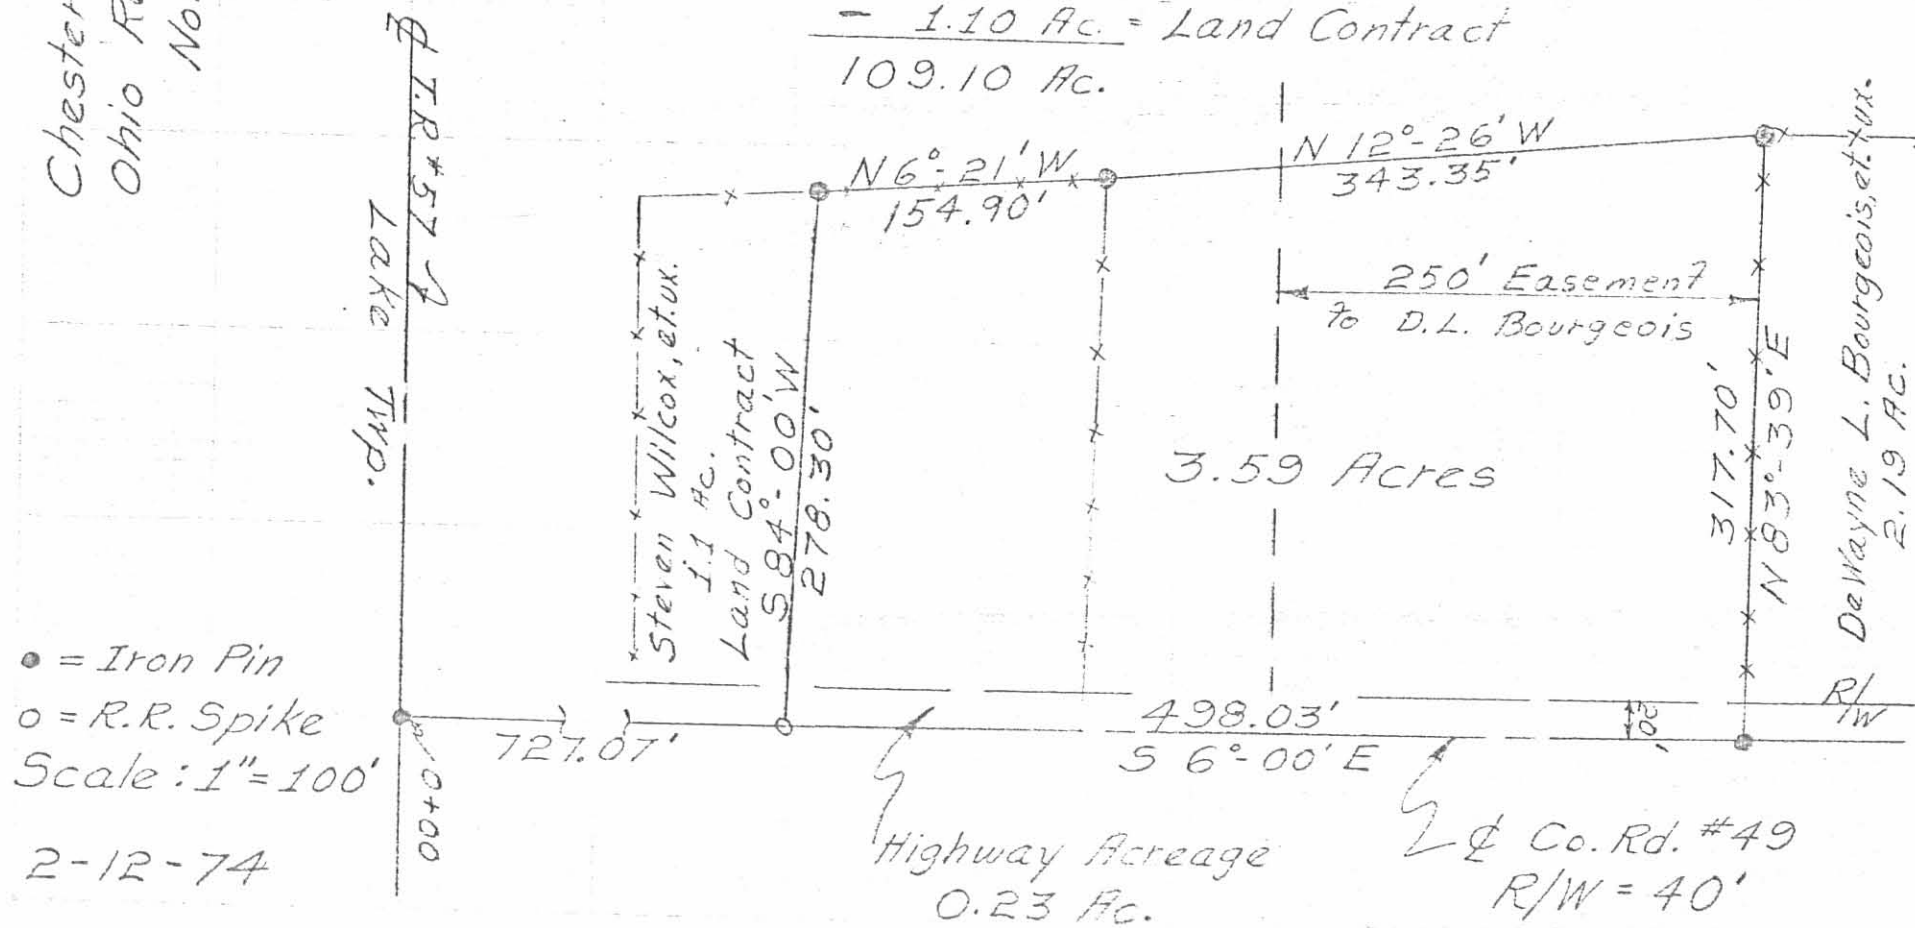 Chester
Ohio R
No.
- 1.10 Ac. = Land Contract
109.10 Ac.
℄ T.R #57
Lake Twp.
N 6°-21' W
154.90'
N 12°-26' W
343.35'
250' Easement
to D.L. Bourgeois
Steven Wilcox, et.ux.
1.1 Ac.
Land Contract
S 84°-00' W
278.30'
3.59 Acres
317.70'
N 83°-39' E
DeWayne L. Bourgeois, et.ux.
2.19 Ac.
R/W
● = Iron Pin
o = R.R. Spike
Scale: 1"=100'
2-12-74
0+00
727.07'
498.03'
S 6°-00' E
20'
Highway Acreage
0.23 Ac.
℄ Co. Rd. #49
R/W = 40'